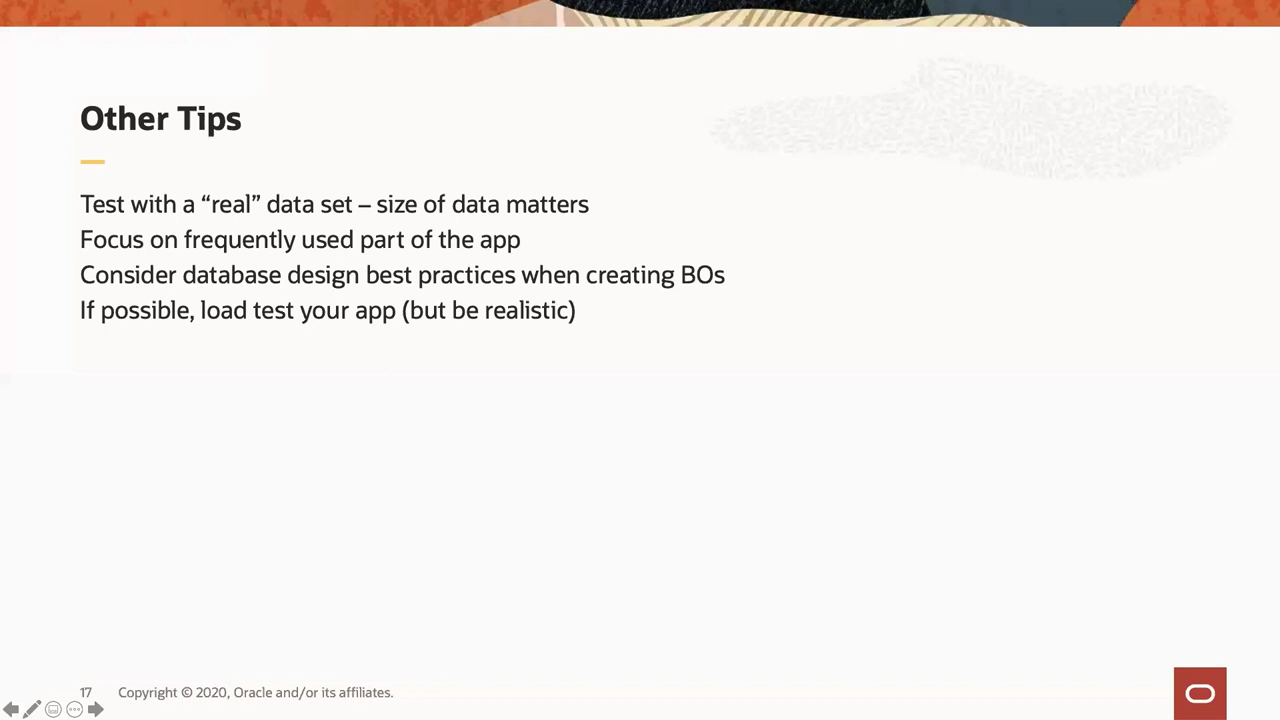 Other Tips
Test with a “real” data set – size of data matters
Focus on frequently used part of the app
Consider database design best practices when creating BOs
If possible, load test your app (but be realistic)
17 Copyright © 2020, Oracle and/or its affiliates.